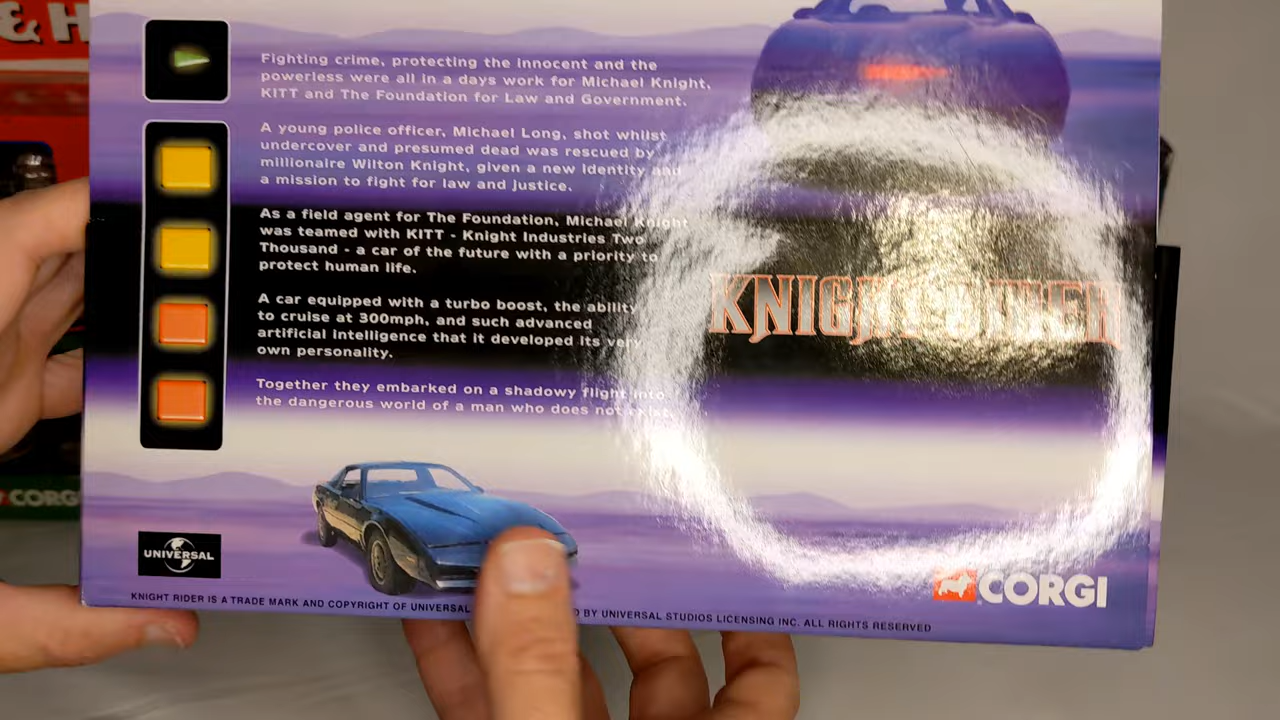 & H
Fighting crime, protecting the innocent and the
powerless were all in a days work for Michael Knight,
KITT and The Foundation for Law and Government.
A young police officer, Michael Long, shot whilst
undercover and presumed dead was rescued by
millionaire Wilton Knight, given a new identity and
a mission to fight for law and justice.
As a field agent for The Foundation, Michael Knight
was teamed with KITT - Knight Industries Two
Thousand - a car of the future with a priority to
protect human life.
A car equipped with a turbo boost, the ability
to cruise at 300mph, and such advanced
artificial intelligence that it developed its very
own personality.
Together they embarked on a shadowy flight into
the dangerous world of a man who does not exist.
KNIGHT RIDER
CORGI
UNIVERSAL
CORGI
KNIGHT RIDER IS A TRADE MARK AND COPYRIGHT OF UNIVERSAL BY UNIVERSAL STUDIOS LICENSING INC. ALL RIGHTS RESERVED